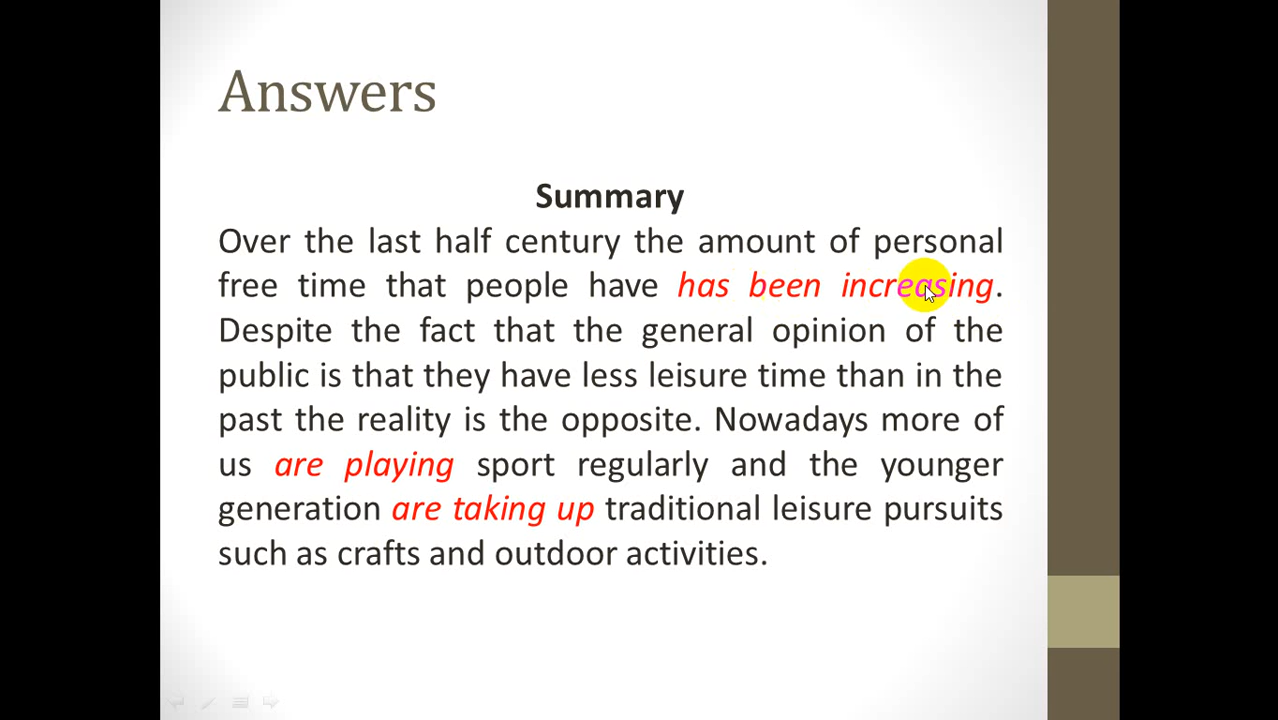 Answers
Summary
Over the last half century the amount of personal
free time that people have has been increasing.
Despite the fact that the general opinion of the
public is that they have less leisure time than in the
past the reality is the opposite. Nowadays more of
us are playing sport regularly and the younger
generation are taking up traditional leisure pursuits
such as crafts and outdoor activities.